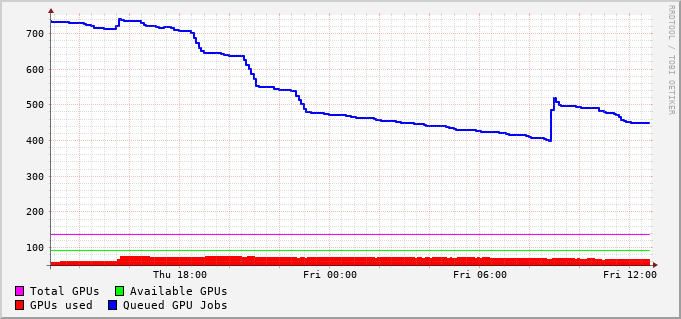 RRDTOOL / TOBI OETIKER
700
600
500
400
300
200
100
Thu 18:00 Fri 00:00 Fri 06:00 Fri 12:00
Total GPUs Available GPUs
GPUs used Queued GPU Jobs